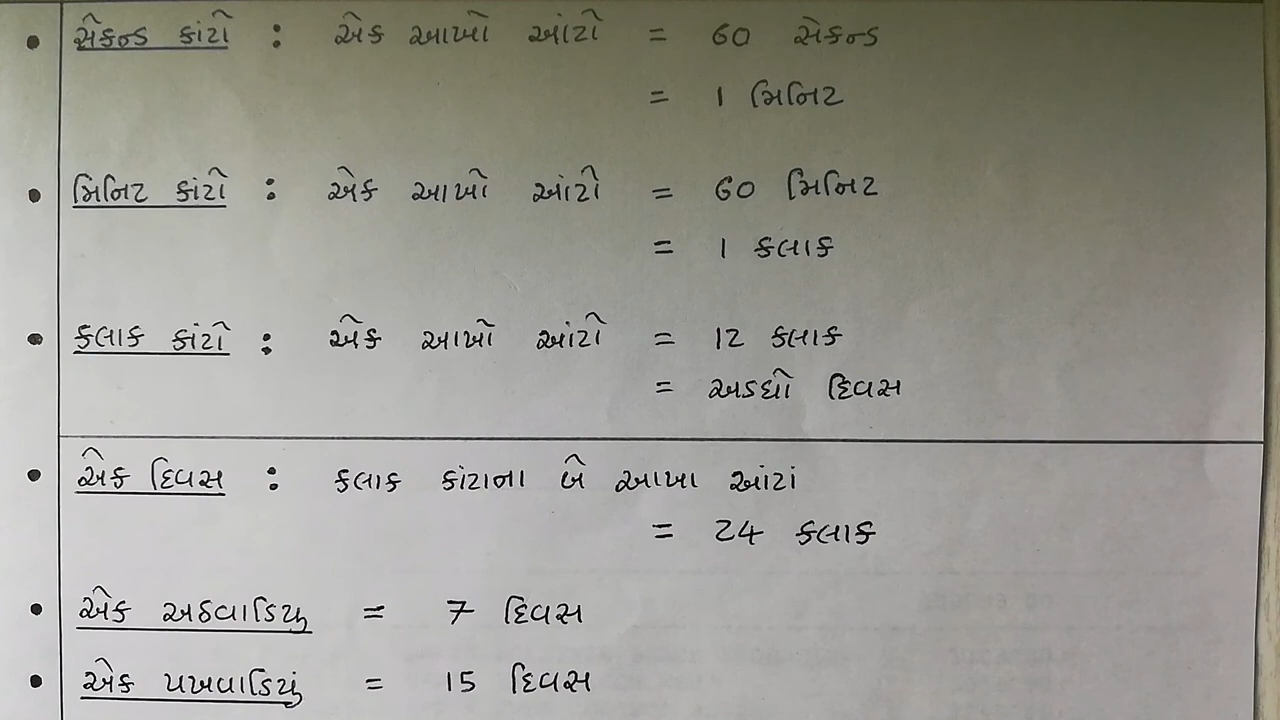 • સેકન્ડ કાંટો : એક આખો આંટો = 60 સેકન્ડ
= 1 મિનિટ
• મિનિટ કાંટો : એક આખો આંટો = 60 મિનિટ
= 1 કલાક
• કલાક કાંટો : એક આખો આંટો = 12 કલાક
= અડધો દિવસ
• એક દિવસ : કલાક કાંટાના બે આખા આંટાં
= 24 કલાક
• એક અઠવાડિયુ = 7 દિવસ
• એક પખવાડિયું = 15 દિવસ